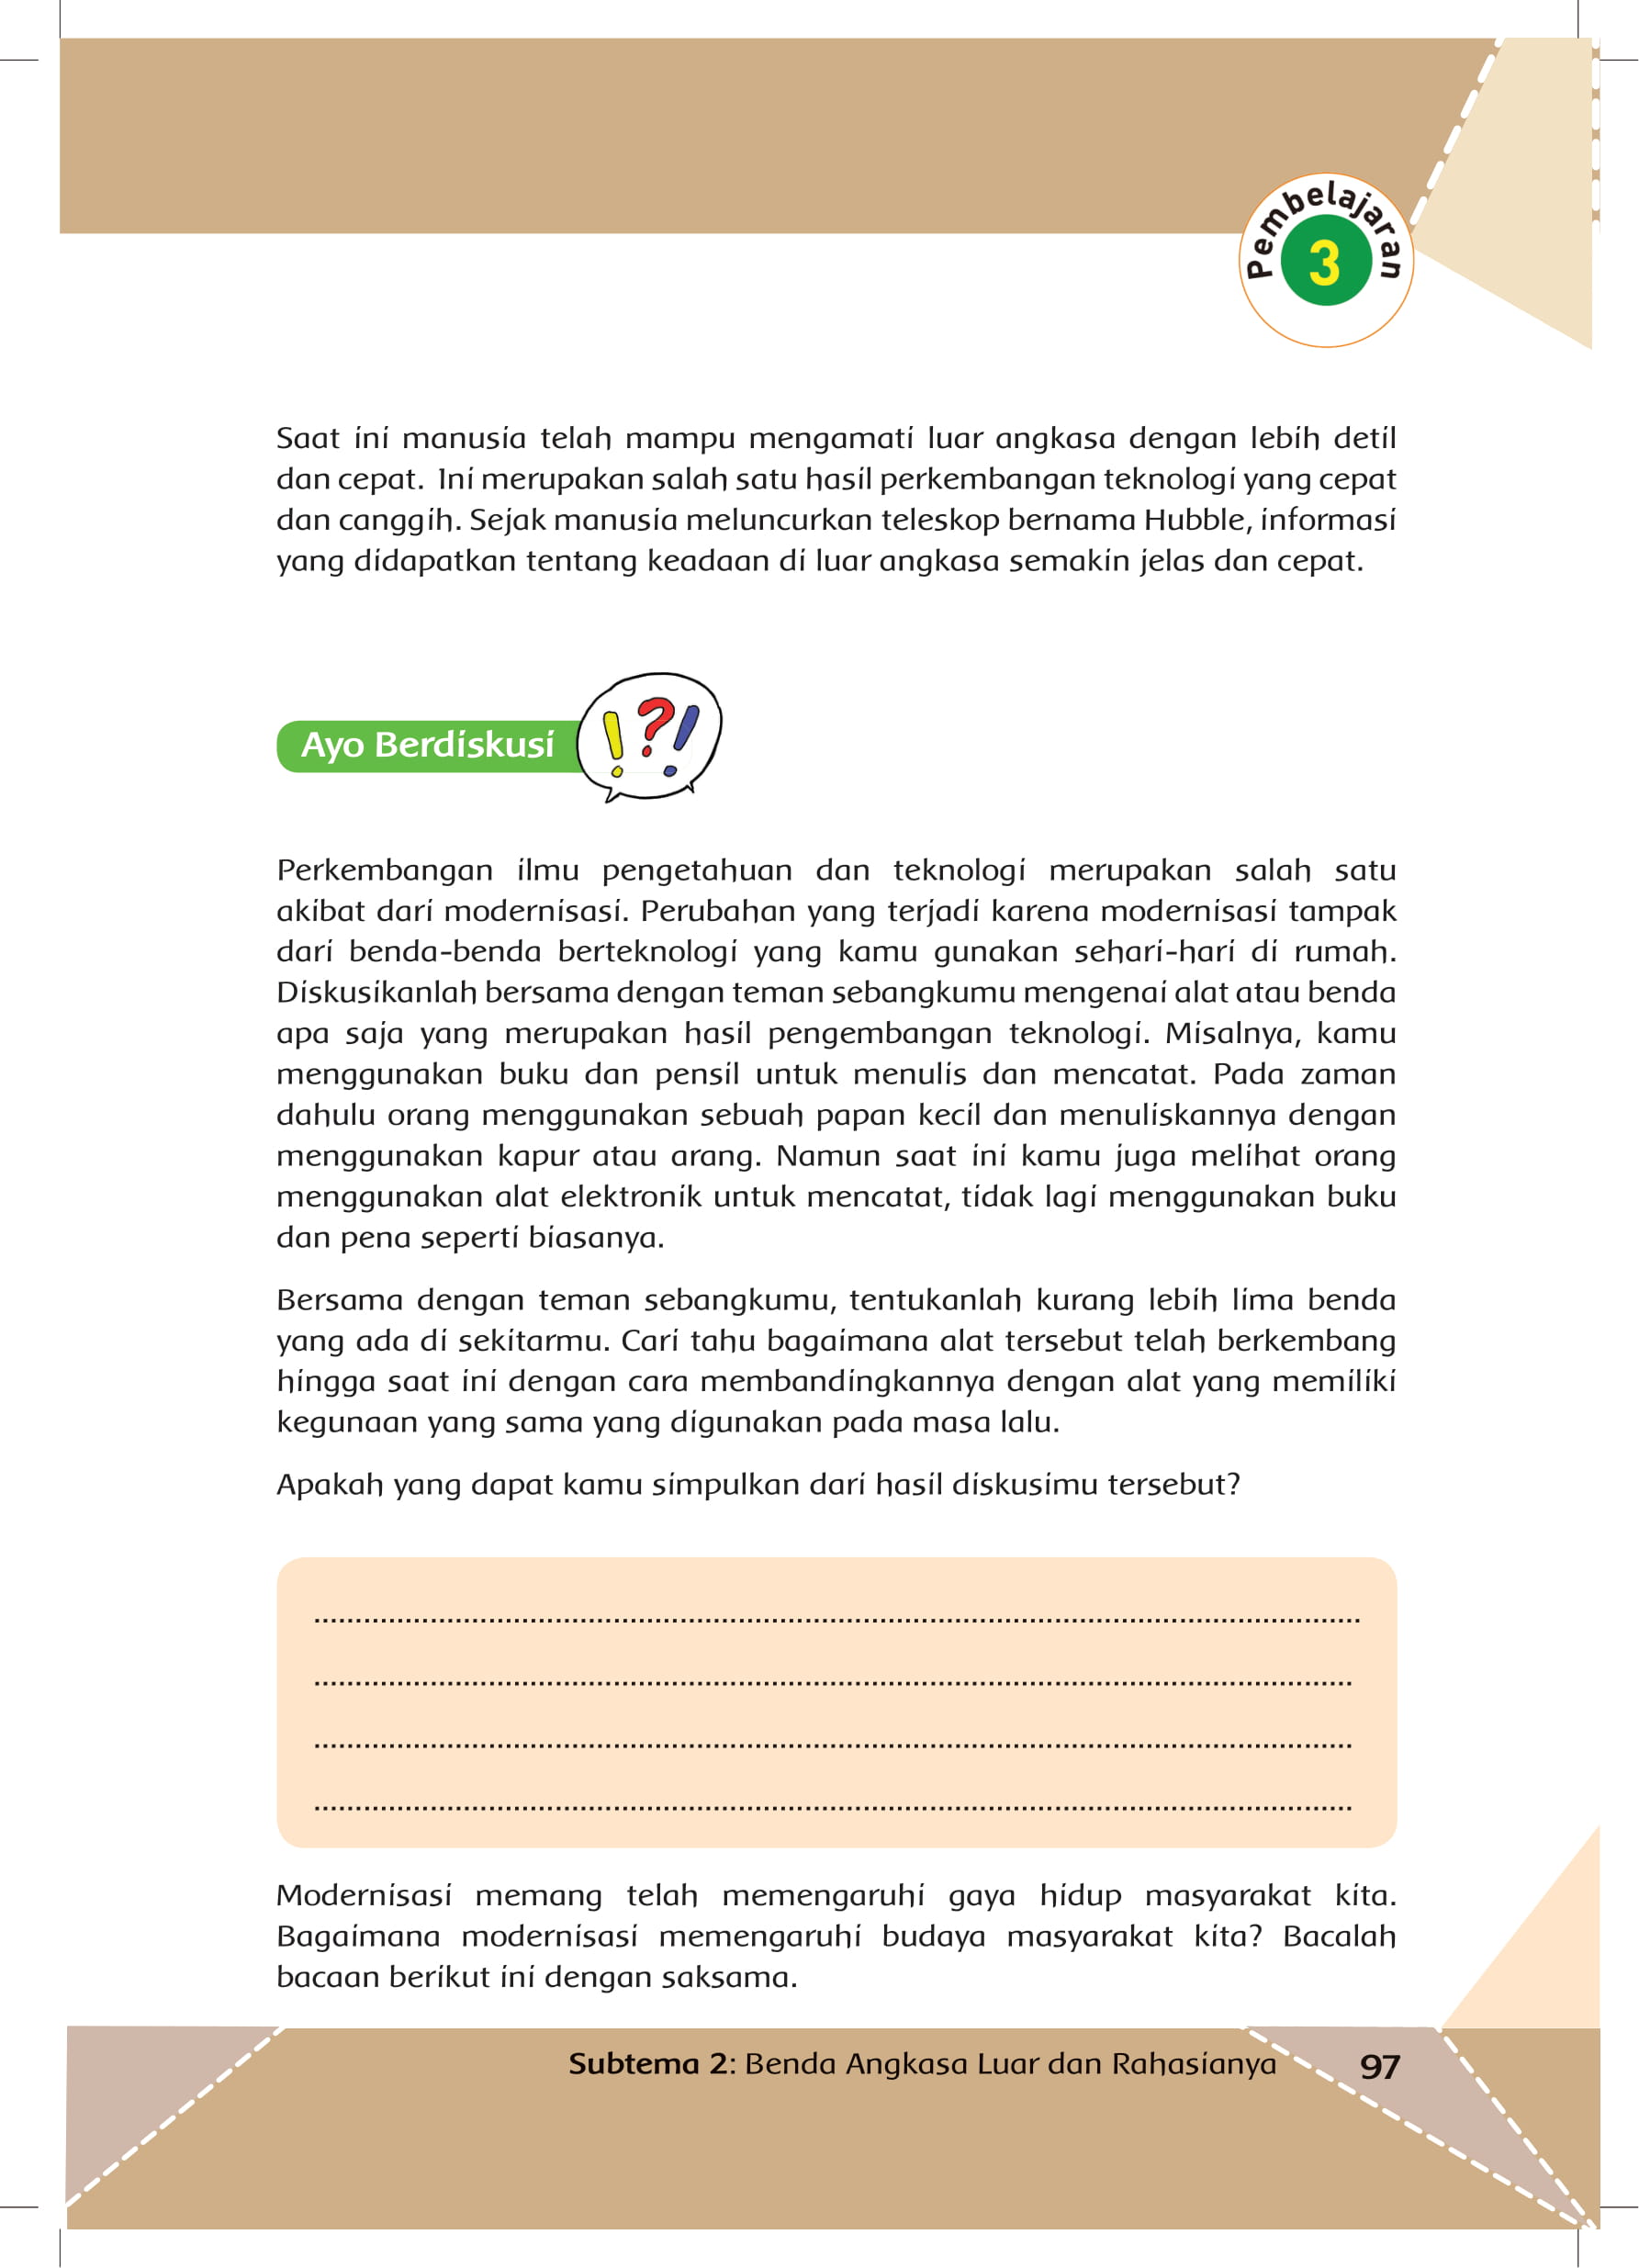 Pembelajaran
3
Saat ini manusia telah mampu mengamati luar angkasa dengan lebih detil
dan cepat. Ini merupakan salah satu hasil perkembangan teknologi yang cepat
dan canggih. Sejak manusia meluncurkan teleskop bernama Hubble, informasi
yang didapatkan tentang keadaan di luar angkasa semakin jelas dan cepat.
Ayo Berdiskusi
!?!
Perkembangan ilmu pengetahuan dan teknologi merupakan salah satu
akibat dari modernisasi. Perubahan yang terjadi karena modernisasi tampak
dari benda-benda berteknologi yang kamu gunakan sehari-hari di rumah.
Diskusikanlah bersama dengan teman sebangkumu mengenai alat atau benda
apa saja yang merupakan hasil pengembangan teknologi. Misalnya, kamu
menggunakan buku dan pensil untuk menulis dan mencatat. Pada zaman
dahulu orang menggunakan sebuah papan kecil dan menuliskannya dengan
menggunakan kapur atau arang. Namun saat ini kamu juga melihat orang
menggunakan alat elektronik untuk mencatat, tidak lagi menggunakan buku
dan pena seperti biasanya.
Bersama dengan teman sebangkumu, tentukanlah kurang lebih lima benda
yang ada di sekitarmu. Cari tahu bagaimana alat tersebut telah berkembang
hingga saat ini dengan cara membandingkannya dengan alat yang memiliki
kegunaan yang sama yang digunakan pada masa lalu.
Apakah yang dapat kamu simpulkan dari hasil diskusimu tersebut?
Modernisasi memang telah memengaruhi gaya hidup masyarakat kita.
Bagaimana modernisasi memengaruhi budaya masyarakat kita? Bacalah
bacaan berikut ini dengan saksama.
Subtema 2: Benda Angkasa Luar dan Rahasianya 97